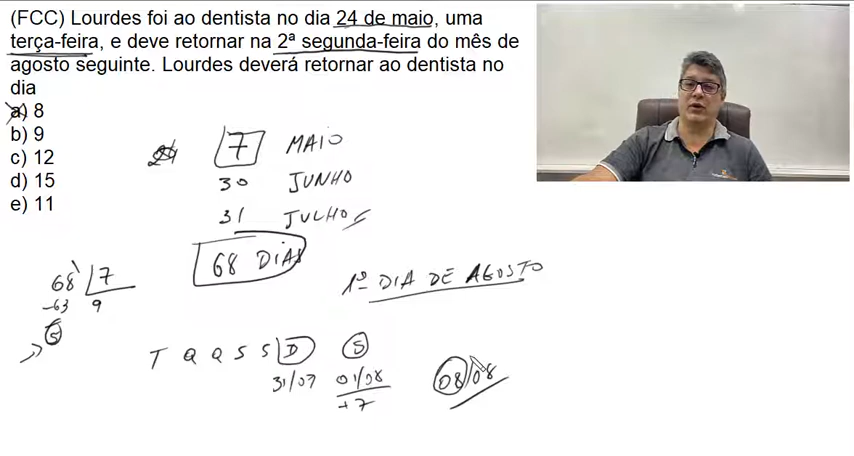 (FCC) Lourdes foi ao dentista no dia 24 de maio, uma
terça-feira, e deve retornar na 2ª segunda-feira do mês de
agosto seguinte. Lourdes deverá retornar ao dentista no
dia
a) 8
b) 9
c) 12
d) 15
e) 11
24 7 MAIO
30 JUNHO
31 JULHO
68 DIAS
68 7
-63 9
5
1º DIA DE AGOSTO
T Q Q S S D S
31/07 01/08
+7
08/08